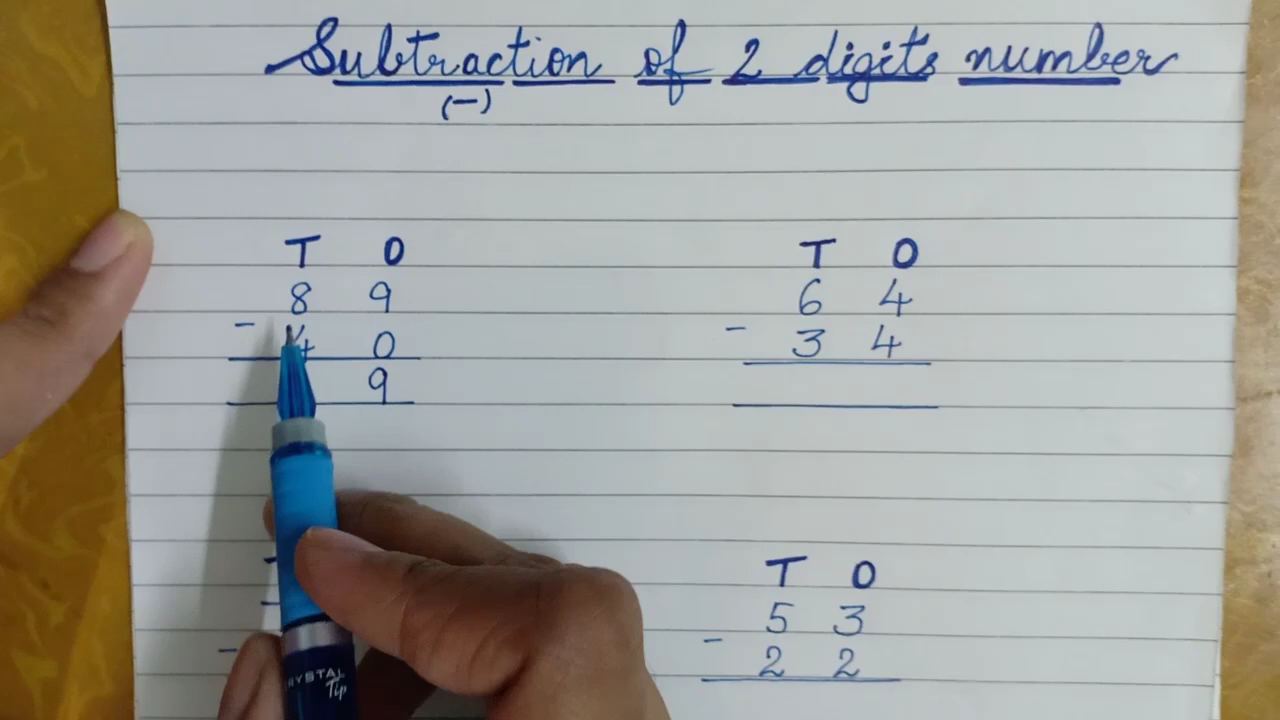 Subtraction of 2 digits number
(-)
T O
8 9
- 4 0
9
T O
6 4
- 3 4
T O
5 3
- 2 2
CRYSTAL
Tip